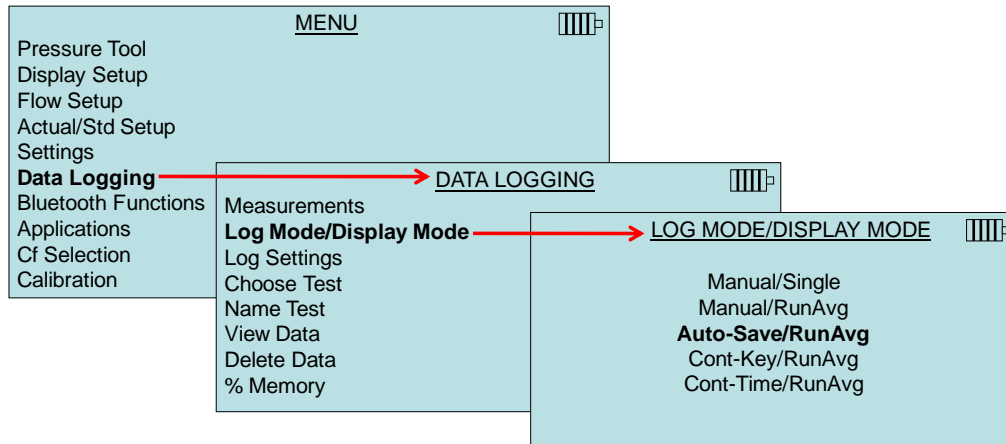 MENU
Pressure Tool
Display Setup
Flow Setup
Actual/Std Setup
Settings
Data Logging
Bluetooth Functions
Applications
Cf Selection
Calibration
DATA LOGGING
Measurements
Log Mode/Display Mode
Log Settings
Choose Test
Name Test
View Data
Delete Data
% Memory
LOG MODE/DISPLAY MODE
Manual/Single
Manual/RunAvg
Auto-Save/RunAvg
Cont-Key/RunAvg
Cont-Time/RunAvg